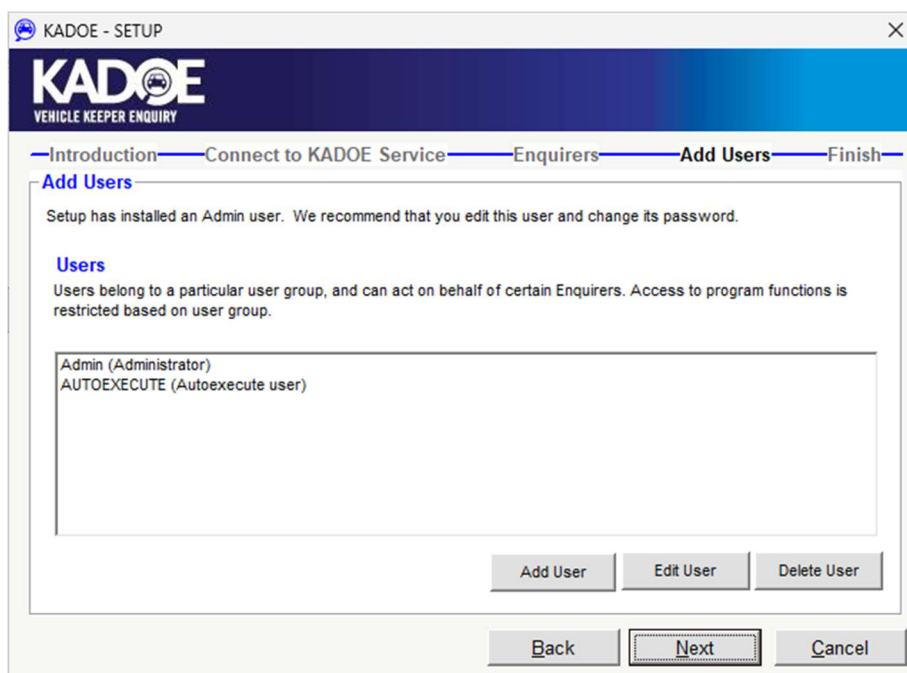 KADOE - SETUP
KADOE
VEHICLE KEEPER ENQUIRY
Introduction Connect to KADOE Service Enquirers Add Users Finish
Add Users
Setup has installed an Admin user. We recommend that you edit this user and change its password.
Users
Users belong to a particular user group, and can act on behalf of certain Enquirers. Access to program functions is
restricted based on user group.
Admin (Administrator)
AUTOEXECUTE (Autoexecute user)
Add User Edit User Delete User
Back Next Cancel